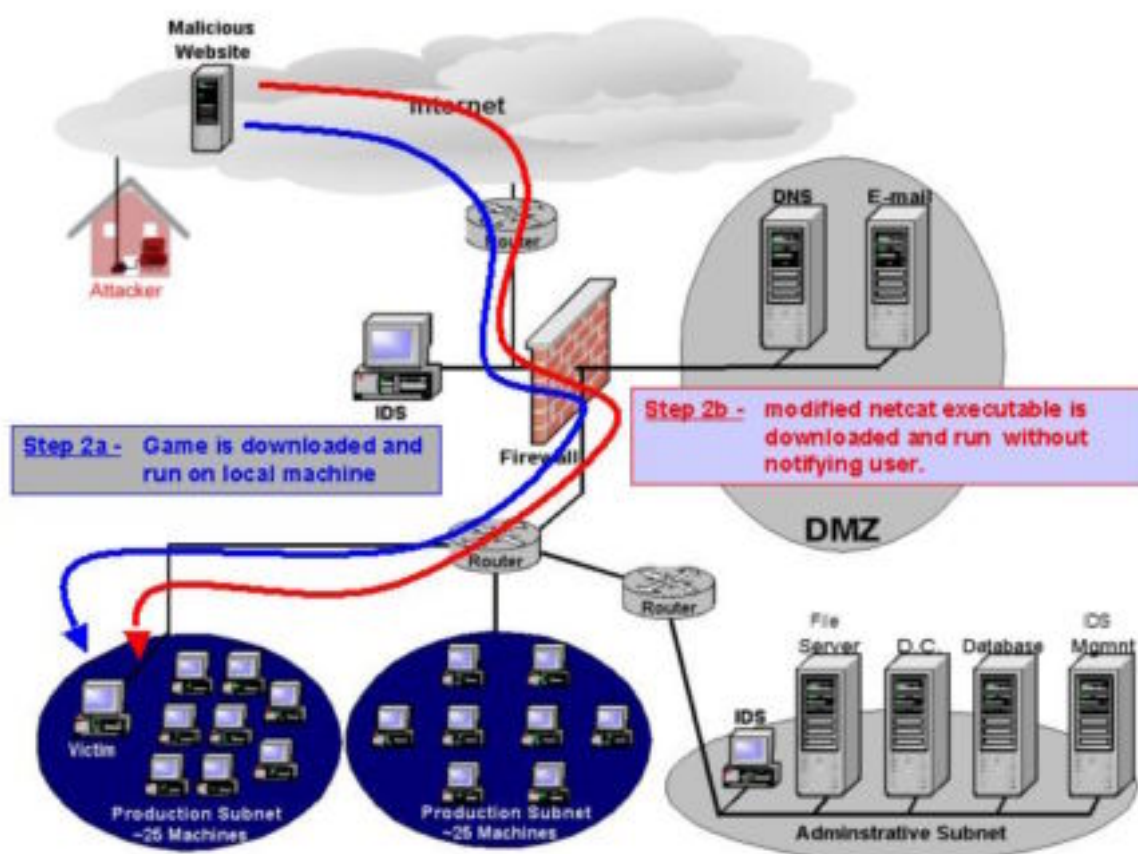 Malicious
Website
Internet
Router
DNS
E-mail
Attacker
IDS
Step 2a - Game is downloaded and
run on local machine
Firewall
Step 2b - modified netcat executable is
downloaded and run without
notifying user.
DMZ
Router
Router
File
Server
D.C.
Database
IDS
Mgmnt
IDS
Victim
Production Subnet
~25 Machines
Production Subnet
~25 Machines
Adminstrative Subnet